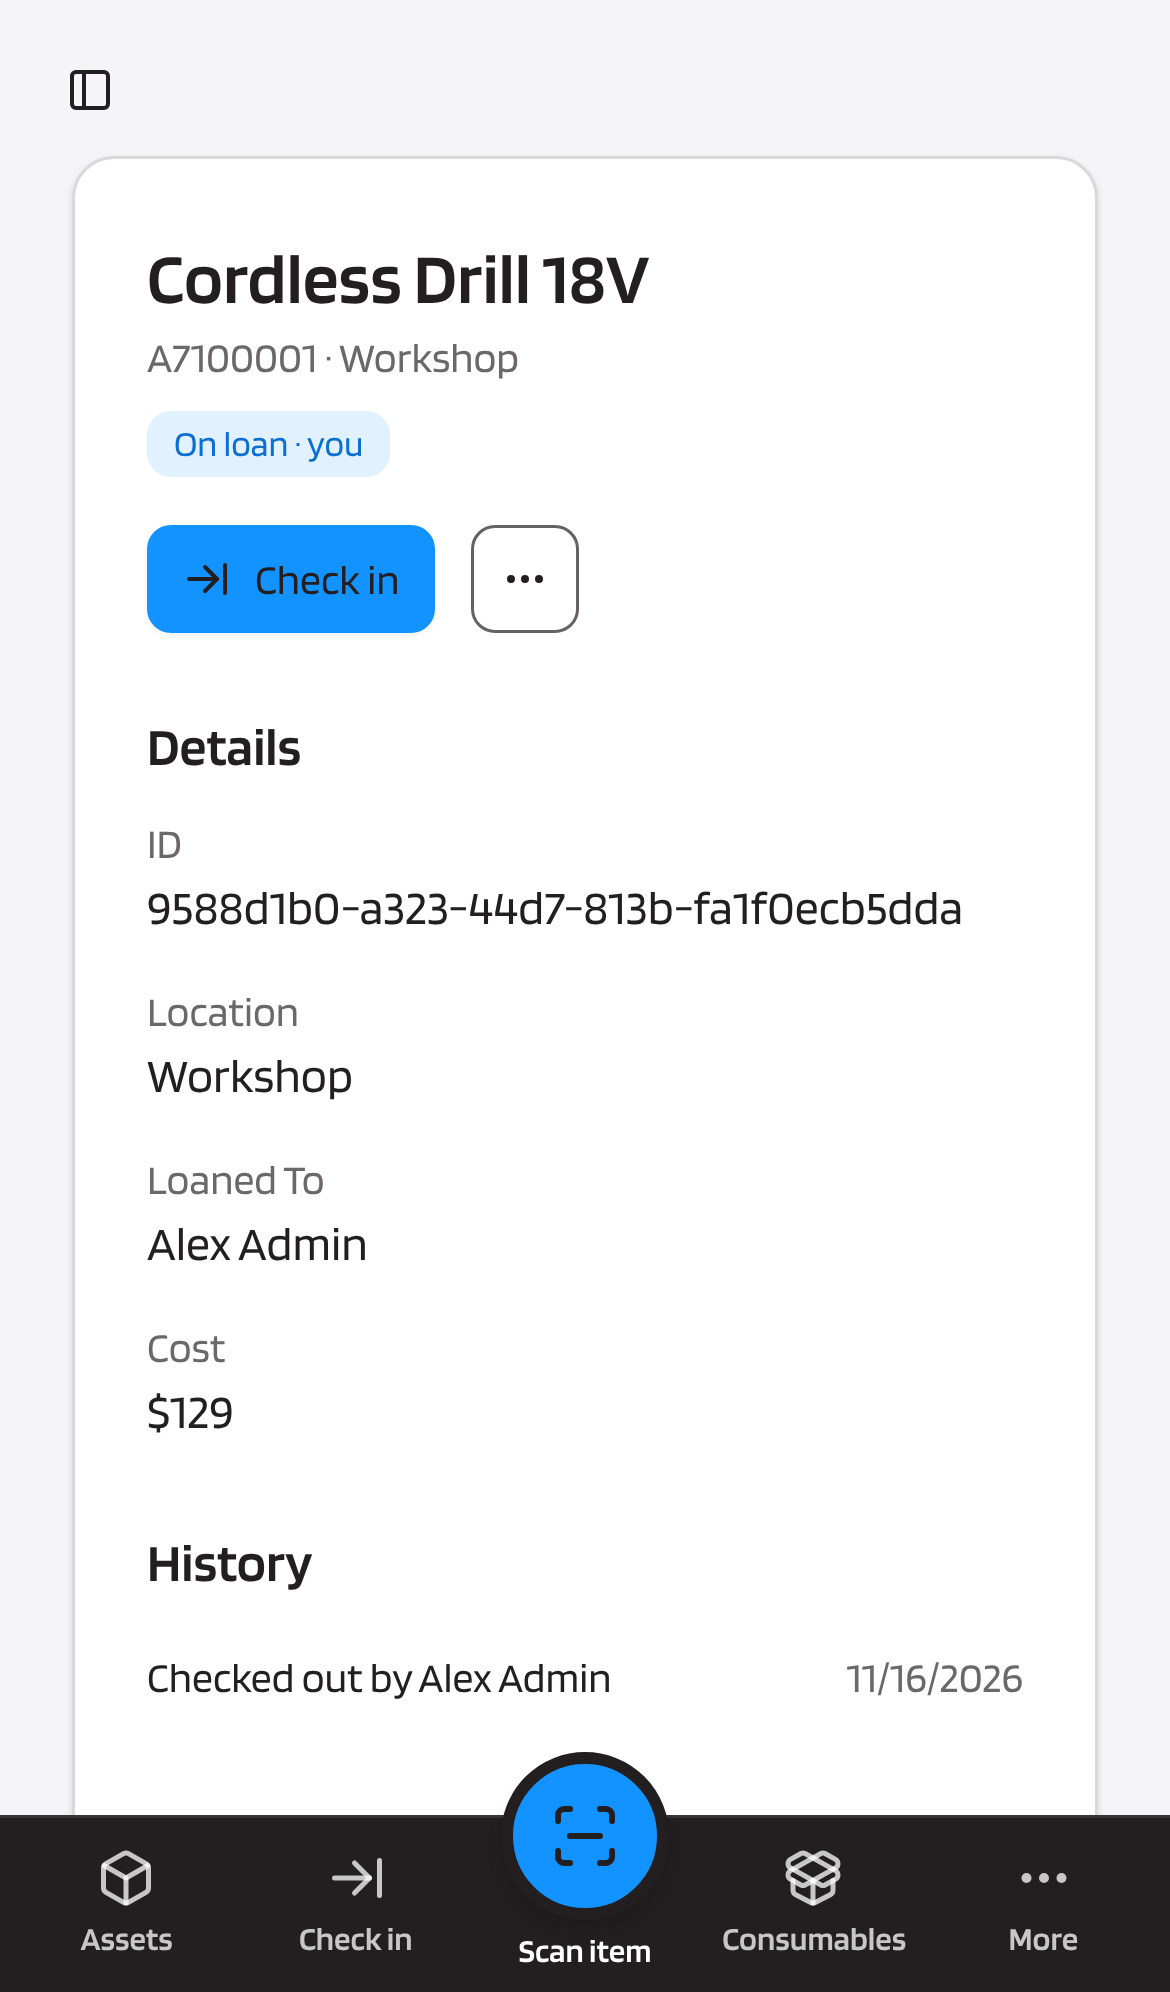 Cordless Drill 18V
A7100001 · Workshop
On loan · you
Check in
Details
ID
9588d1b0-a323-44d7-813b-fa1f0ecb5dda
Location
Workshop
Loaned To
Alex Admin
Cost
$129
History
Checked out by Alex Admin 11/16/2026
Assets Check in Scan item Consumables More